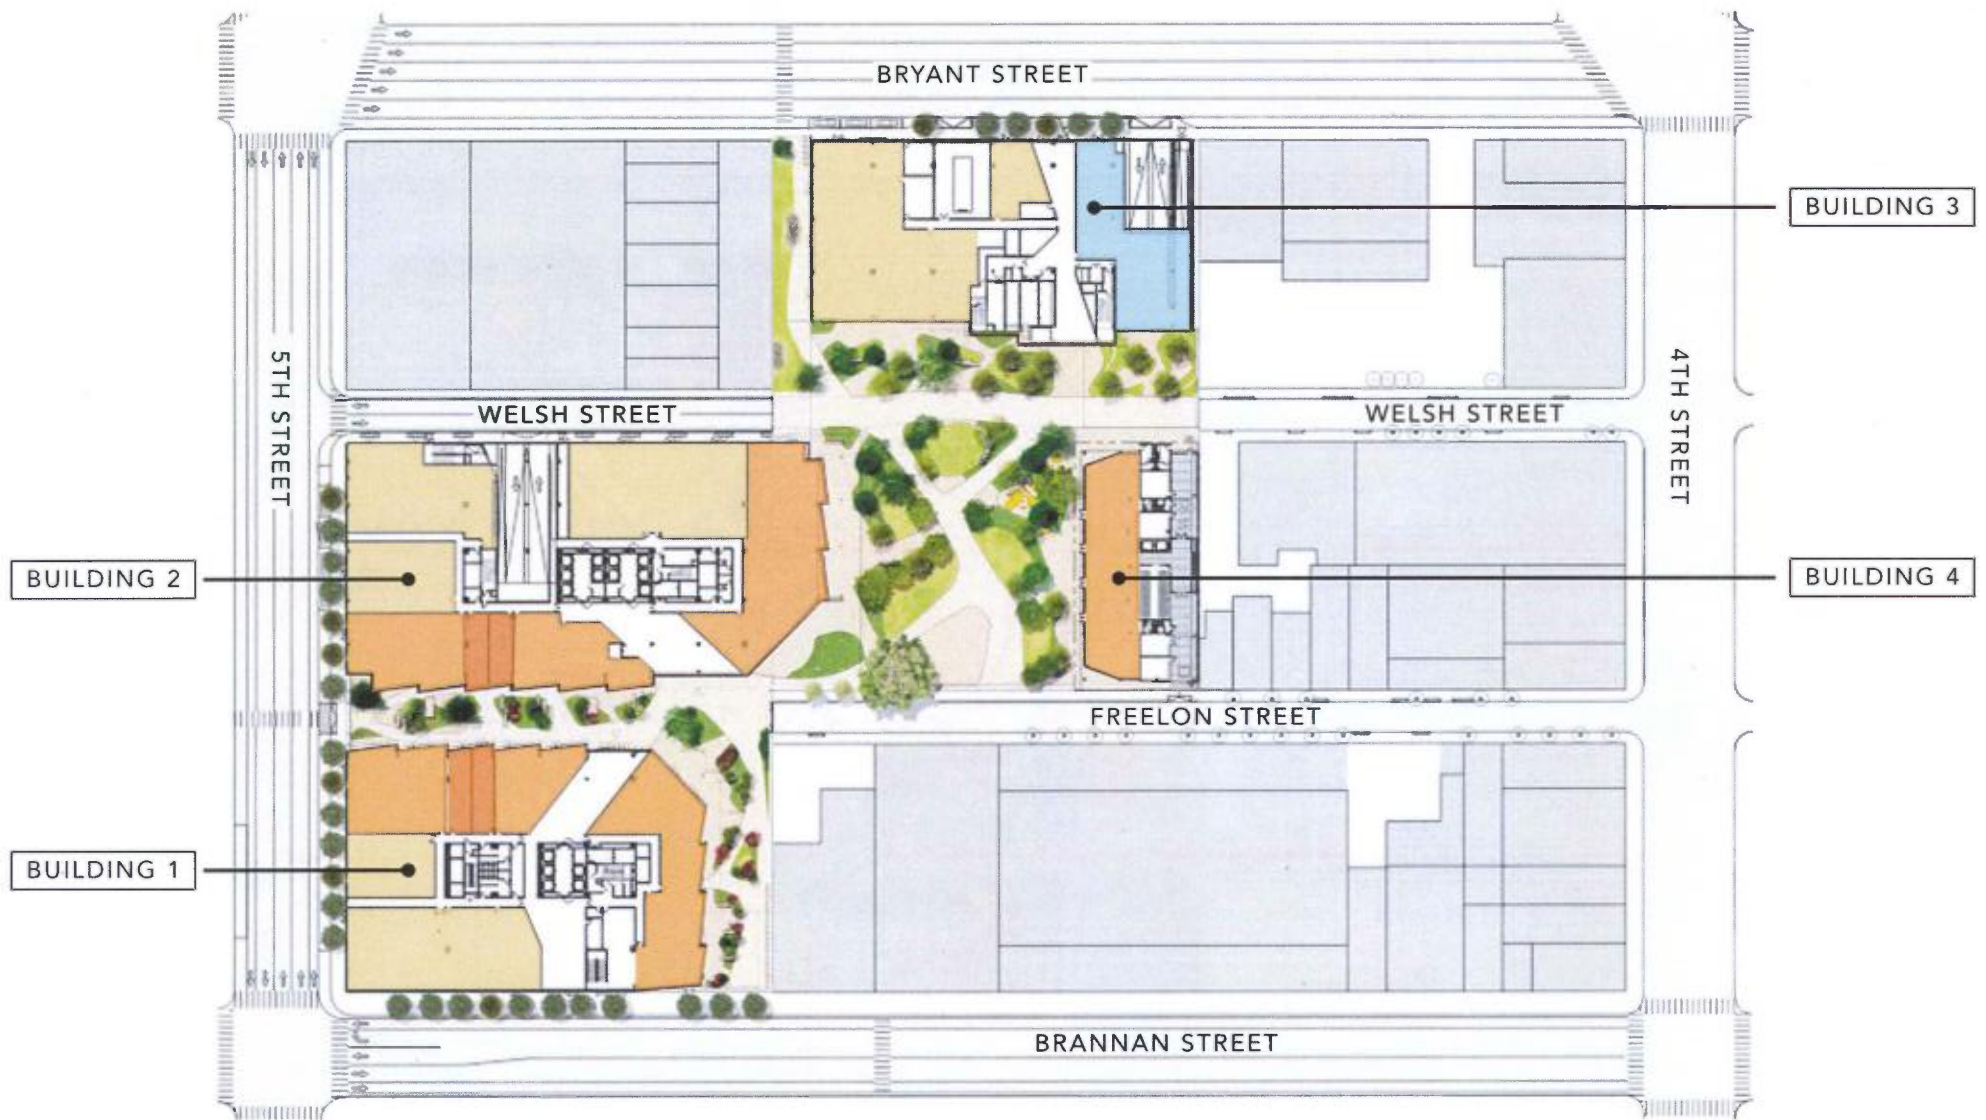 BRYANT STREET
BUILDING 3
5TH STREET
4TH STREET
WELSH STREET
WELSH STREET
BUILDING 2
BUILDING 4
FREELON STREET
BUILDING 1
BRANNAN STREET